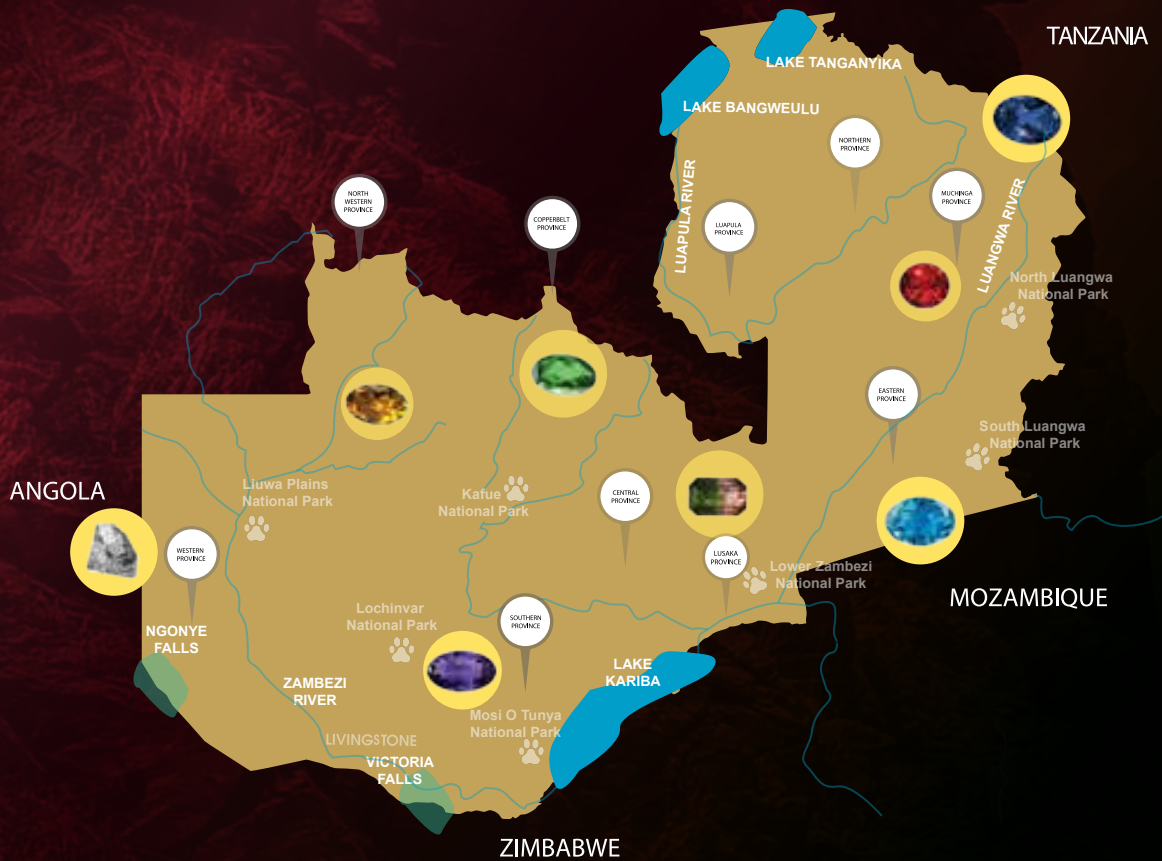 TANZANIA
LAKE TANGANYIKA
LAKE BANGWEULU
NORTHERN
PROVINCE
NORTH
WESTERN
PROVINCE
COPPERBELT
PROVINCE
LUAPULA RIVER
LUAPULA
PROVINCE
MUCHINGA
PROVINCE
LUANGWA RIVER
North Luangwa
National Park
EASTERN
PROVINCE
South Luangwa
National Park
ANGOLA
Liuwa Plains
National Park
Kafue
National Park
CENTRAL
PROVINCE
WESTERN
PROVINCE
LUSAKA
PROVINCE
Lower Zambezi
National Park
MOZAMBIQUE
Lochinvar
National Park
SOUTHERN
PROVINCE
NGONYE
FALLS
LAKE
KARIBA
ZAMBEZI
RIVER
Mosi O Tunya
National Park
LIVINGSTONE
VICTORIA
FALLS
ZIMBABWE